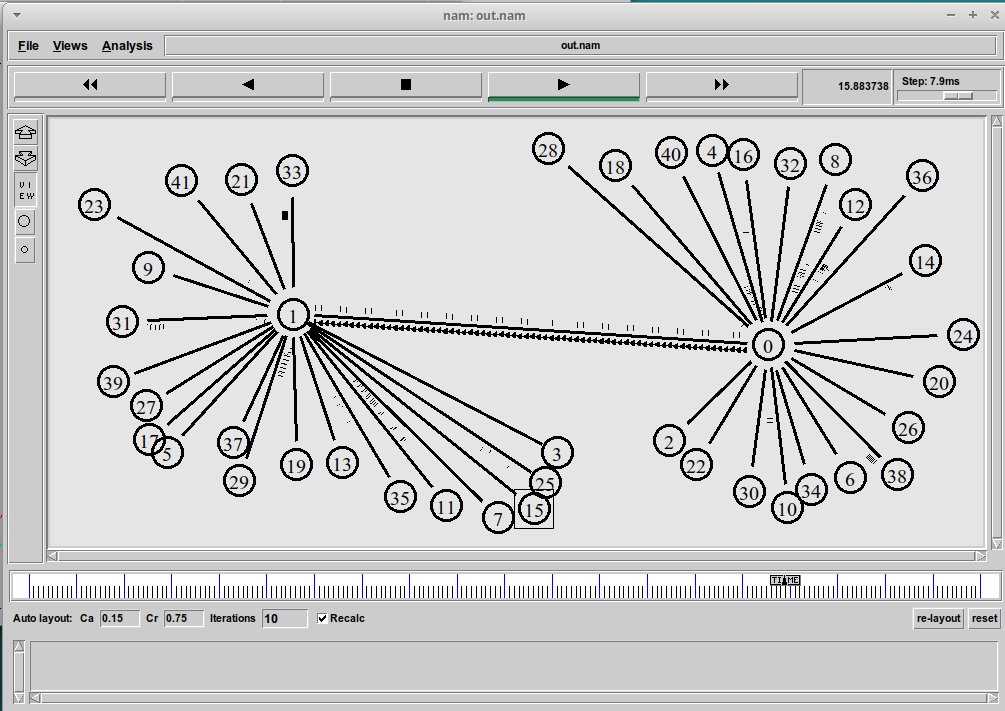 nam: out.nam
File Views Analysis out.nam
15.883738 Step: 7.9ms
VI
EW
28 40 4 16 32 8
18
33
41 21
36
23
12
9
14
1
31
24
0
39
20
27
26
17 37 2
5
3
19 13 22
38
29
25
6
35
30 34
11
15 10
7
TIME
Auto layout: Ca 0.15 Cr 0.75 Iterations 10 Recalc re-layout reset